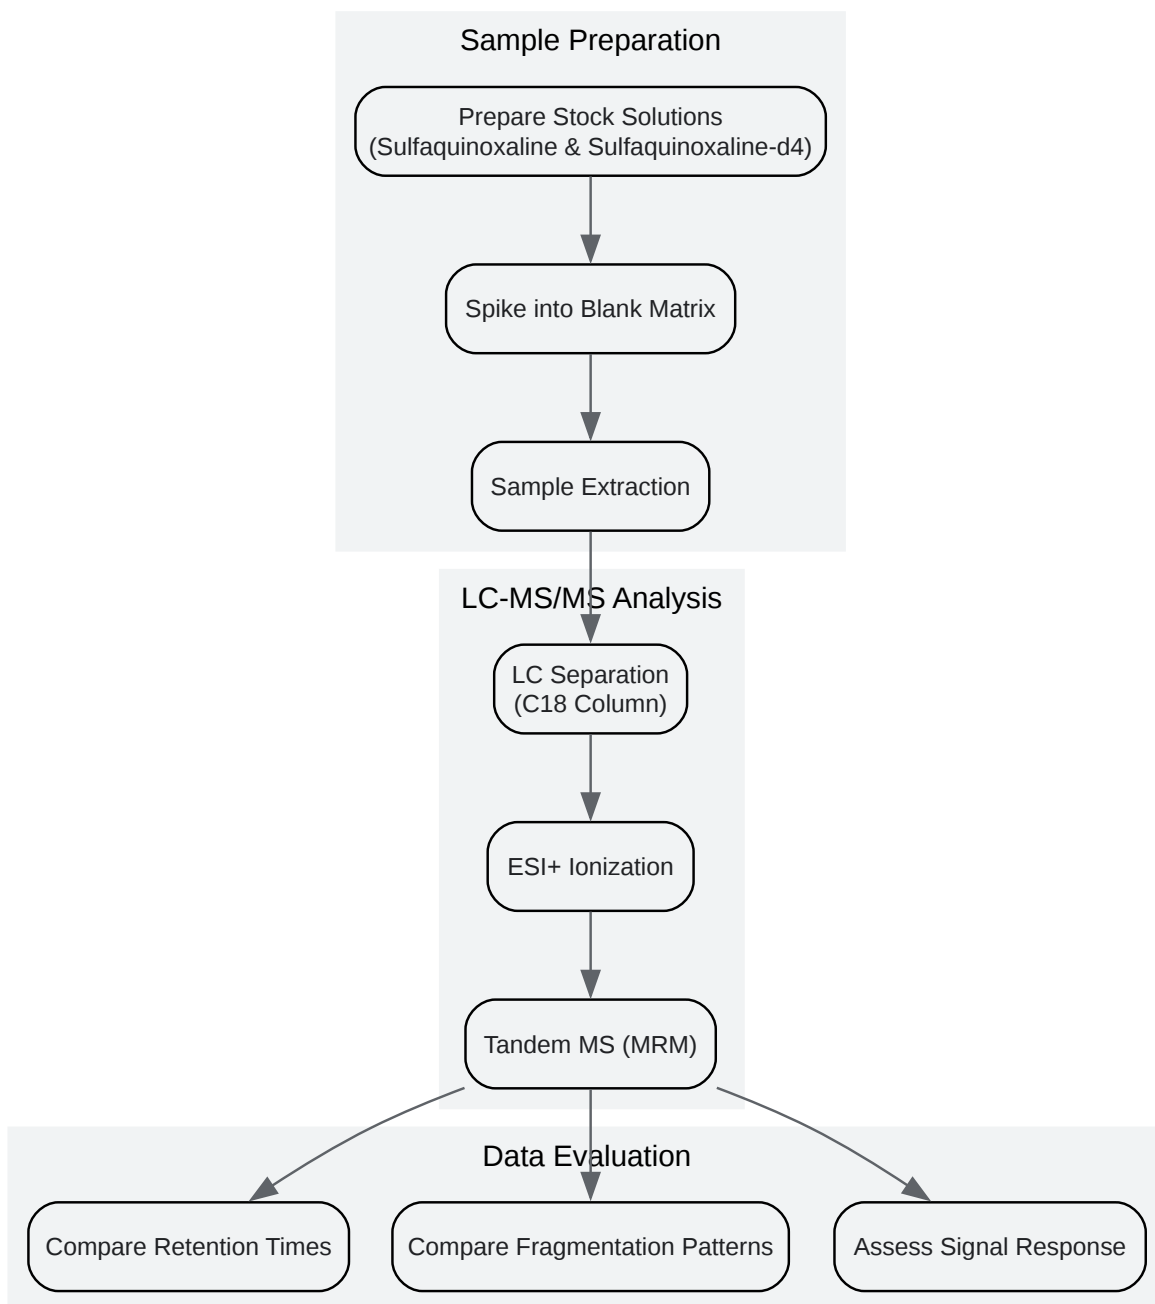 Sample Preparation
Prepare Stock Solutions
(Sulfaquinoxaline & Sulfaquinoxaline-d4)
Spike into Blank Matrix
Sample Extraction
LC-MS/MS Analysis
LC Separation
(C18 Column)
ESI+ Ionization
Tandem MS (MRM)
Data Evaluation
Compare Retention Times
Compare Fragmentation Patterns
Assess Signal Response